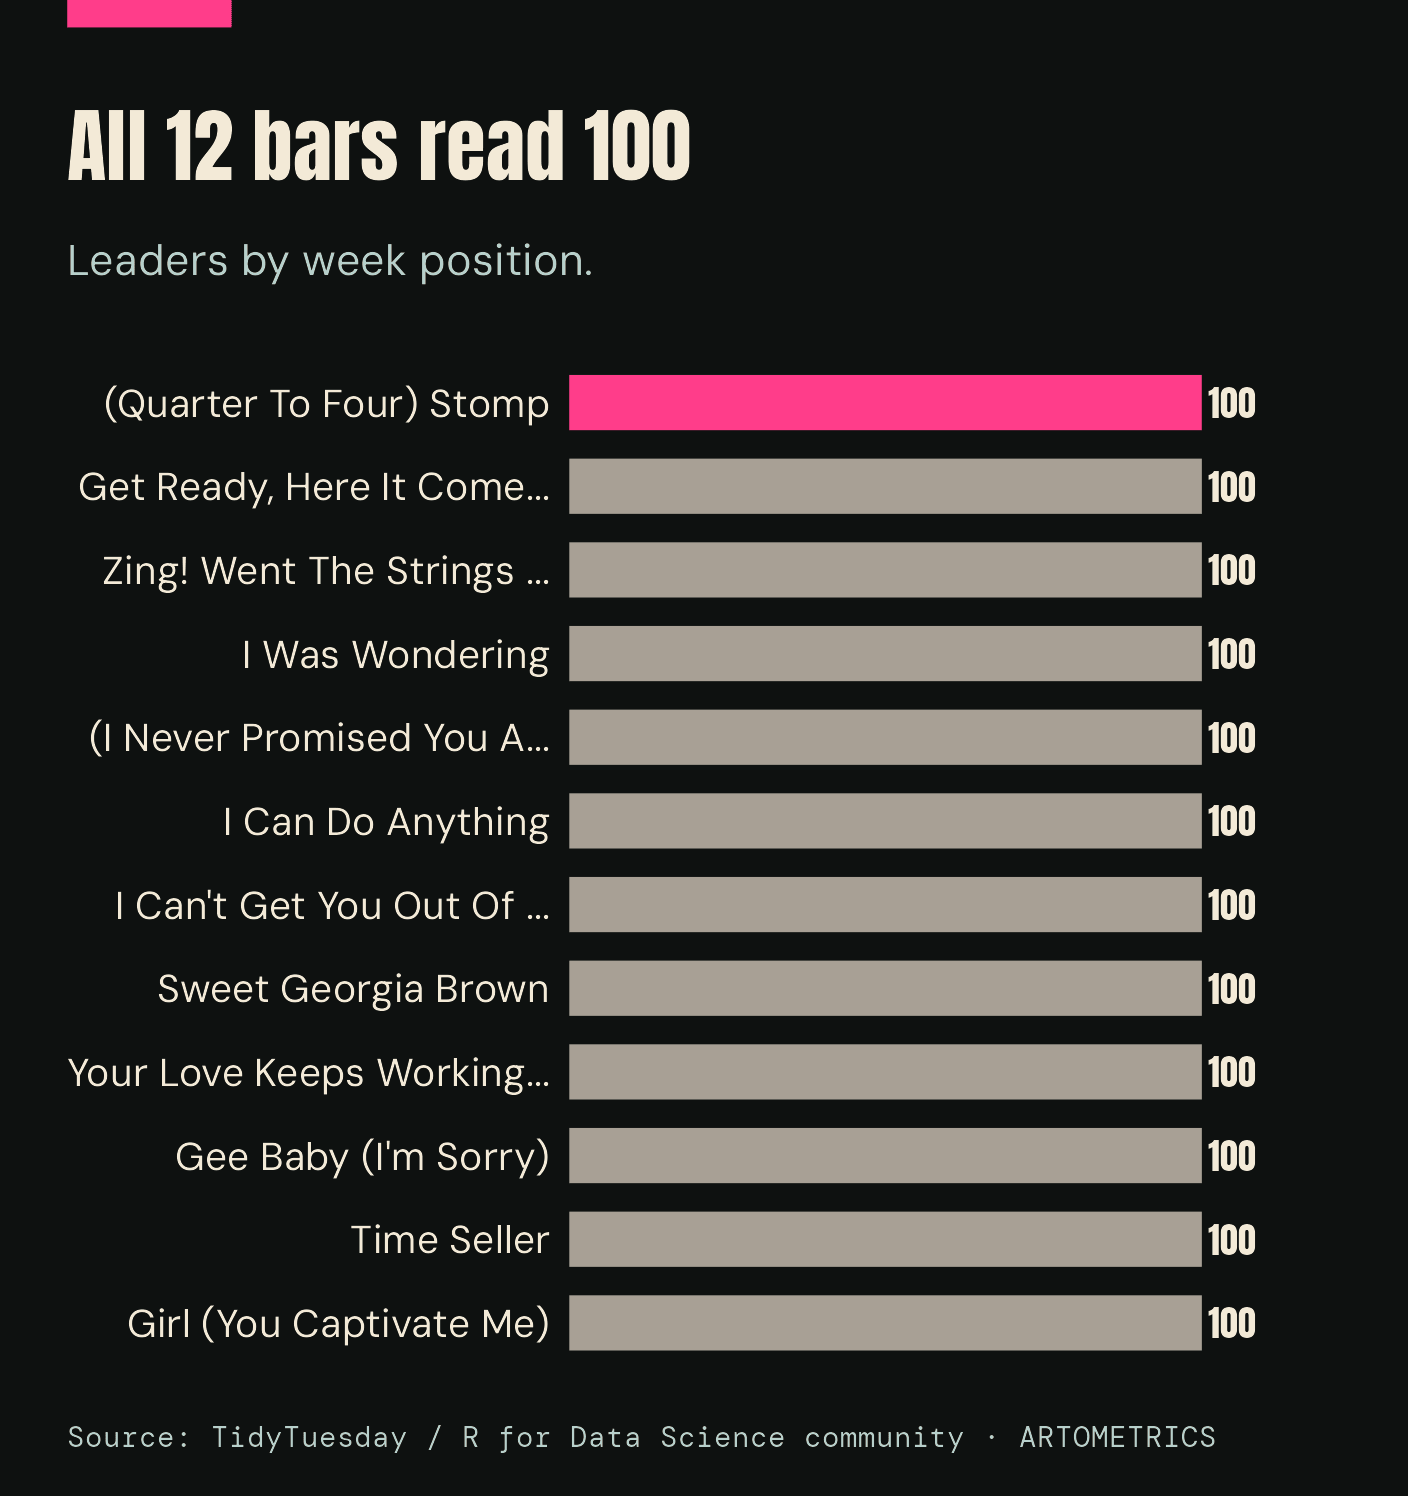 All 12 bars read 100
Leaders by week position.
(Quarter To Four) Stomp 100
Get Ready, Here It Come... 100
Zing! Went The Strings ... 100
I Was Wondering 100
(I Never Promised You A... 100
I Can Do Anything 100
I Can't Get You Out Of ... 100
Sweet Georgia Brown 100
Your Love Keeps Working... 100
Gee Baby (I'm Sorry) 100
Time Seller 100
Girl (You Captivate Me) 100
Source: TidyTuesday / R for Data Science community · ARTOMETRICS